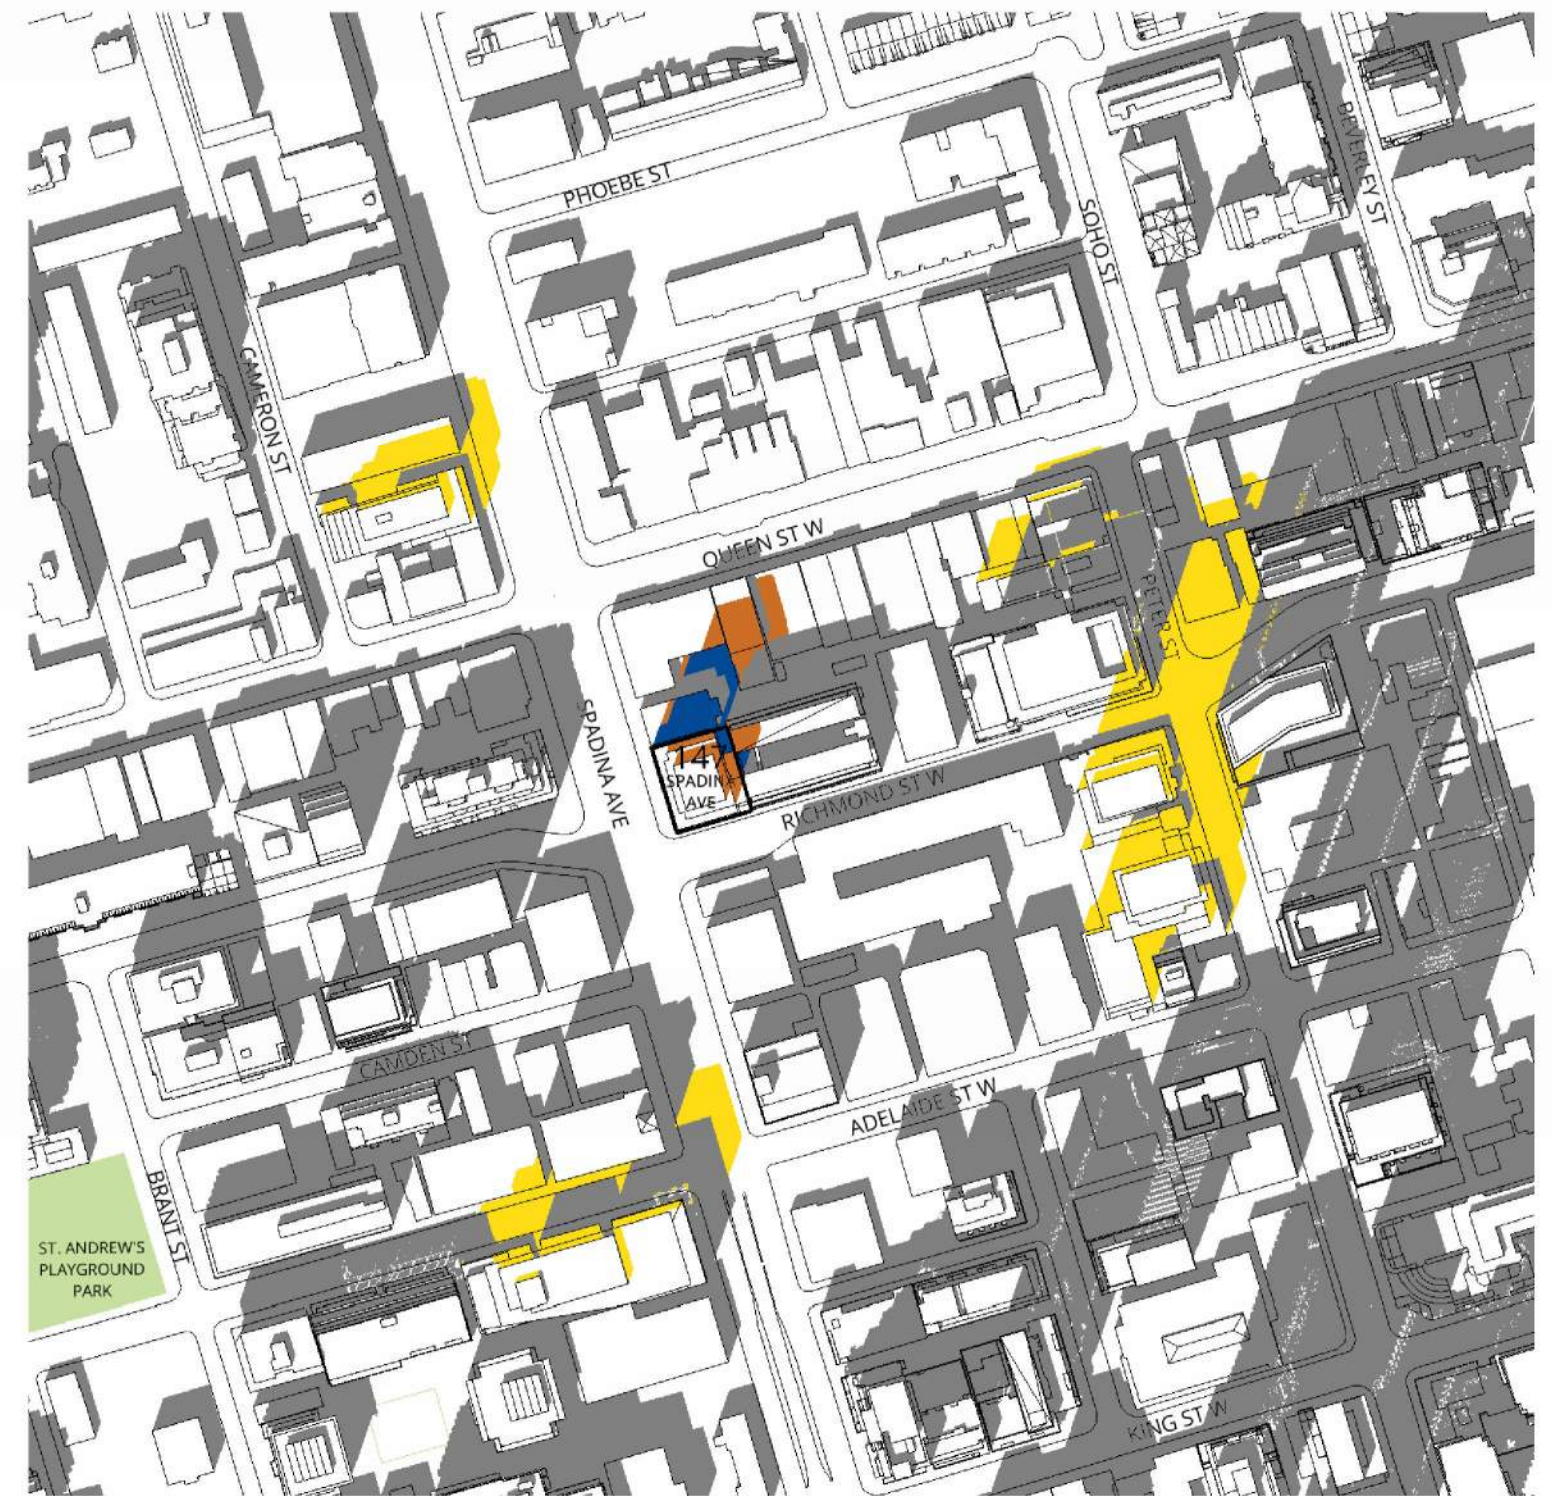 PHOEBE ST
SOHO ST
BEVERLEY ST
CAMERON ST
QUEEN ST W
PETER ST
SPADINA AVE
147
SPADINA
AVE
RICHMOND ST W
CAMDEN ST
ADELAIDE ST W
BRANT ST
ST. ANDREW'S
PLAYGROUND
PARK
KING ST W